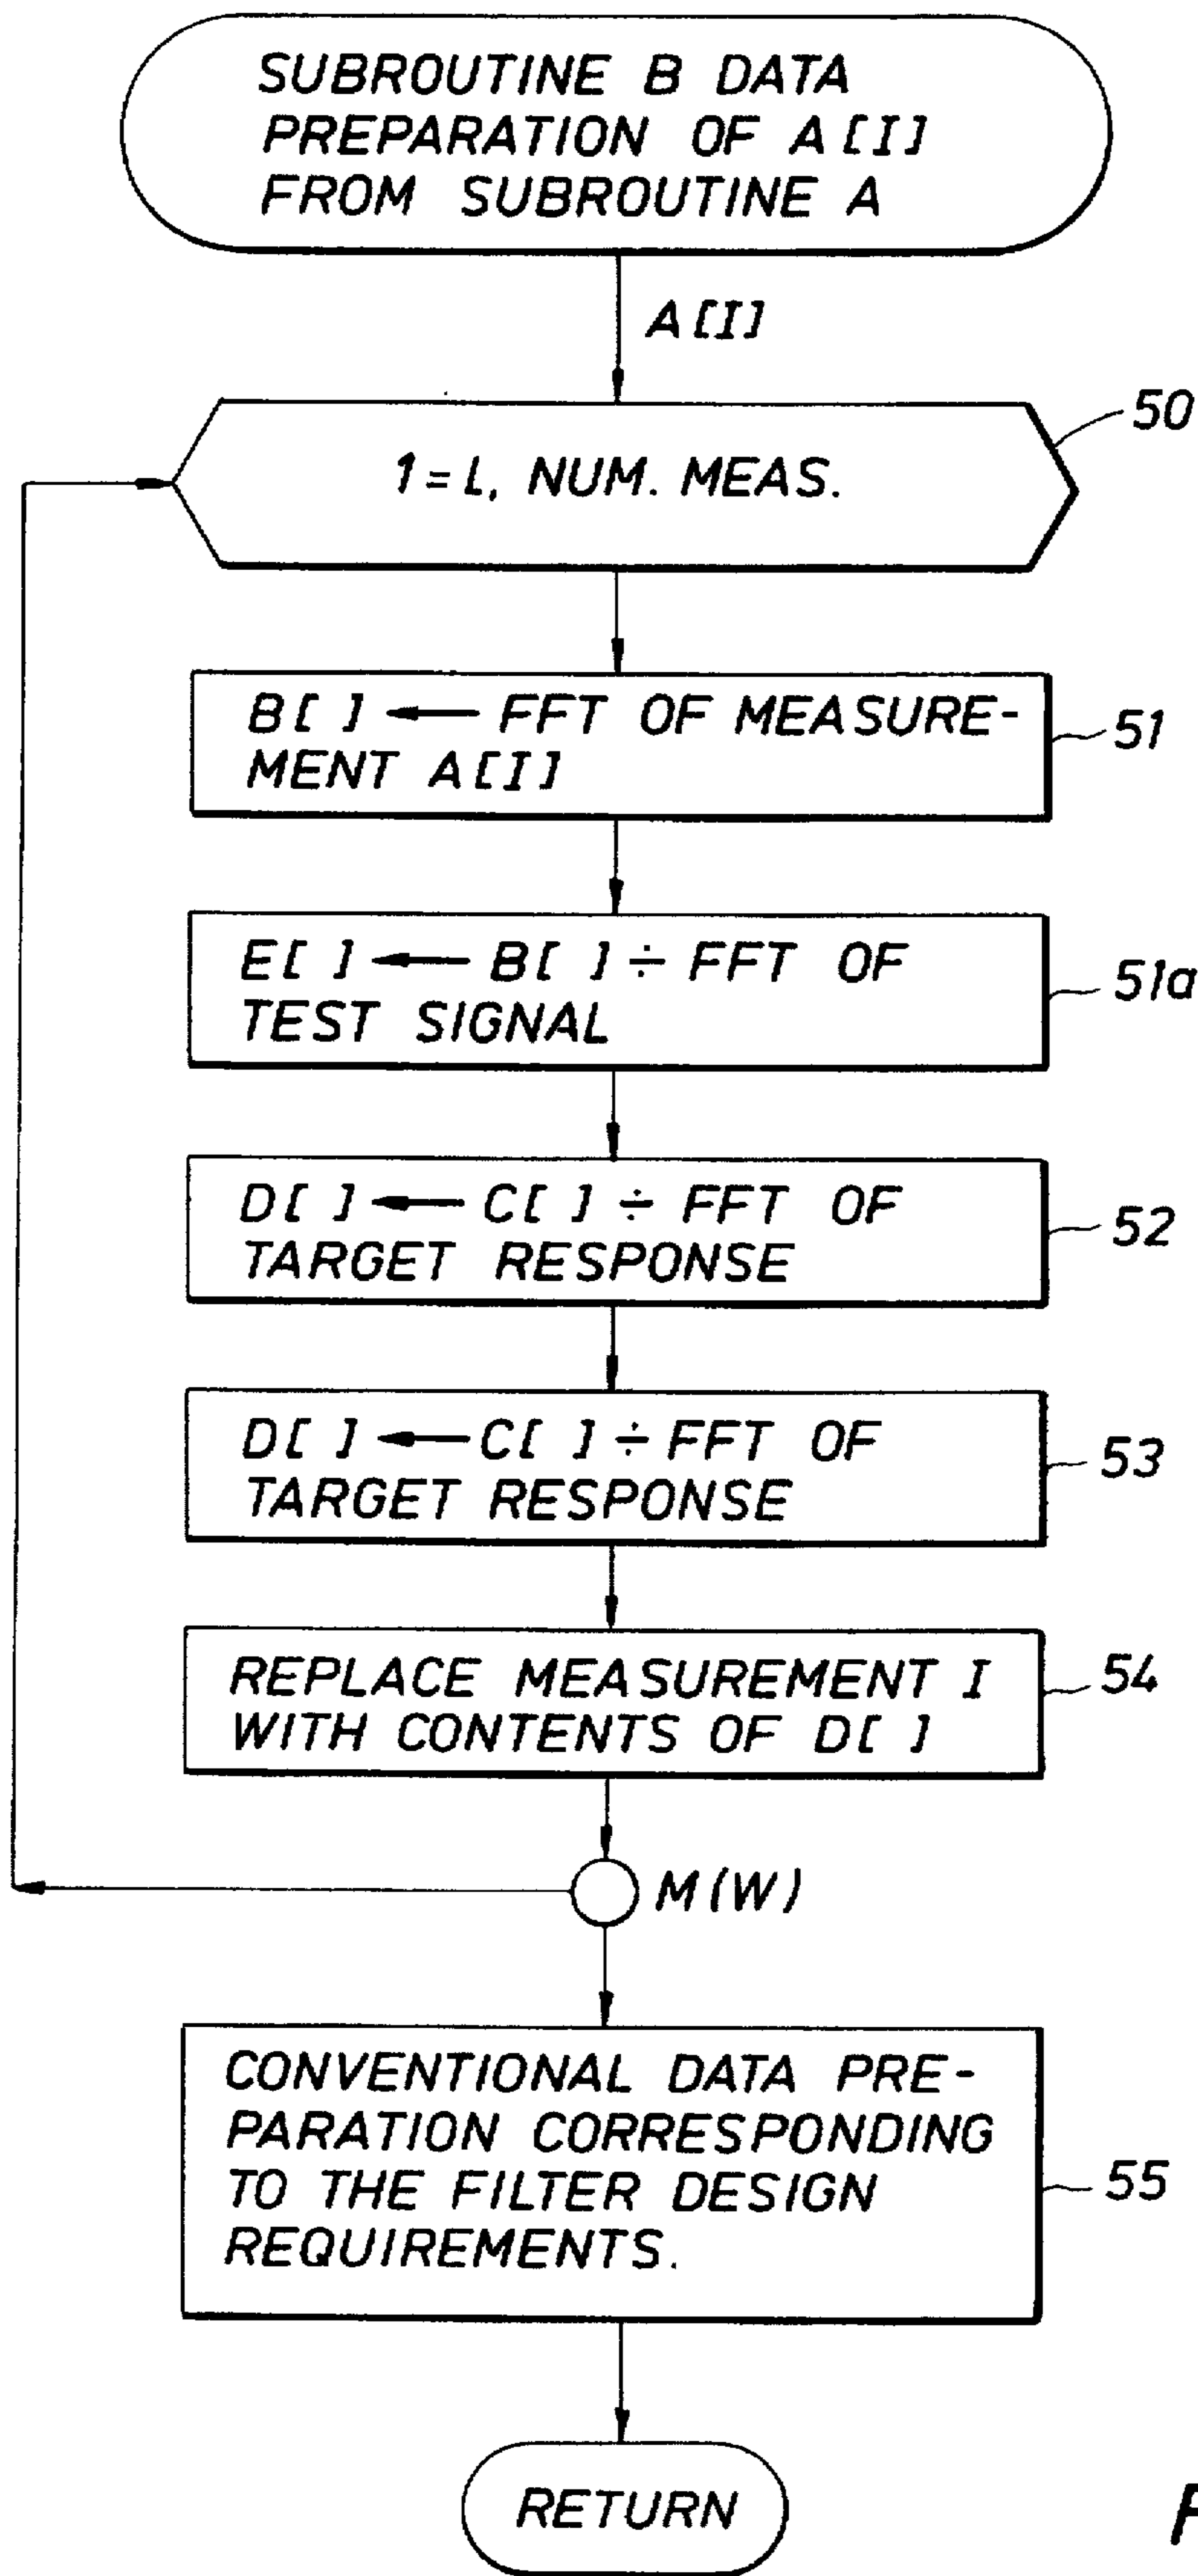 SUBROUTINE B DATA
PREPARATION OF A[I]
FROM SUBROUTINE A
A[I]
50
1=L, NUM. MEAS.
B[ ] ← FFT OF MEASURE-
MENT A[I]
51
E[ ] ← B[ ] ÷ FFT OF
TEST SIGNAL
51a
D[ ] ← C[ ] ÷ FFT OF
TARGET RESPONSE
52
D[ ] ← C[ ] ÷ FFT OF
TARGET RESPONSE
53
REPLACE MEASUREMENT I
WITH CONTENTS OF D[ ]
54
M(W)
CONVENTIONAL DATA PRE-
PARATION CORRESPONDING
TO THE FILTER DESIGN
REQUIREMENTS.
55
RETURN